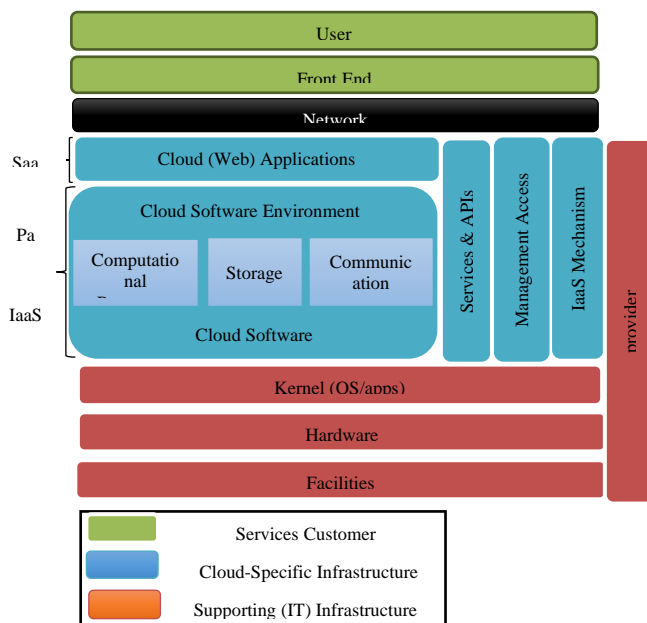 User
Front End
Network
Saa
Cloud (Web) Applications
Pa
IaaS
Cloud Software Environment
Computatio
nal
Storage
Communic
ation
Cloud Software
Services & APIs
Management Access
IaaS Mechanism
provider
Kernel (OS/apps)
Hardware
Facilities
Services Customer
Cloud-Specific Infrastructure
Supporting (IT) Infrastructure